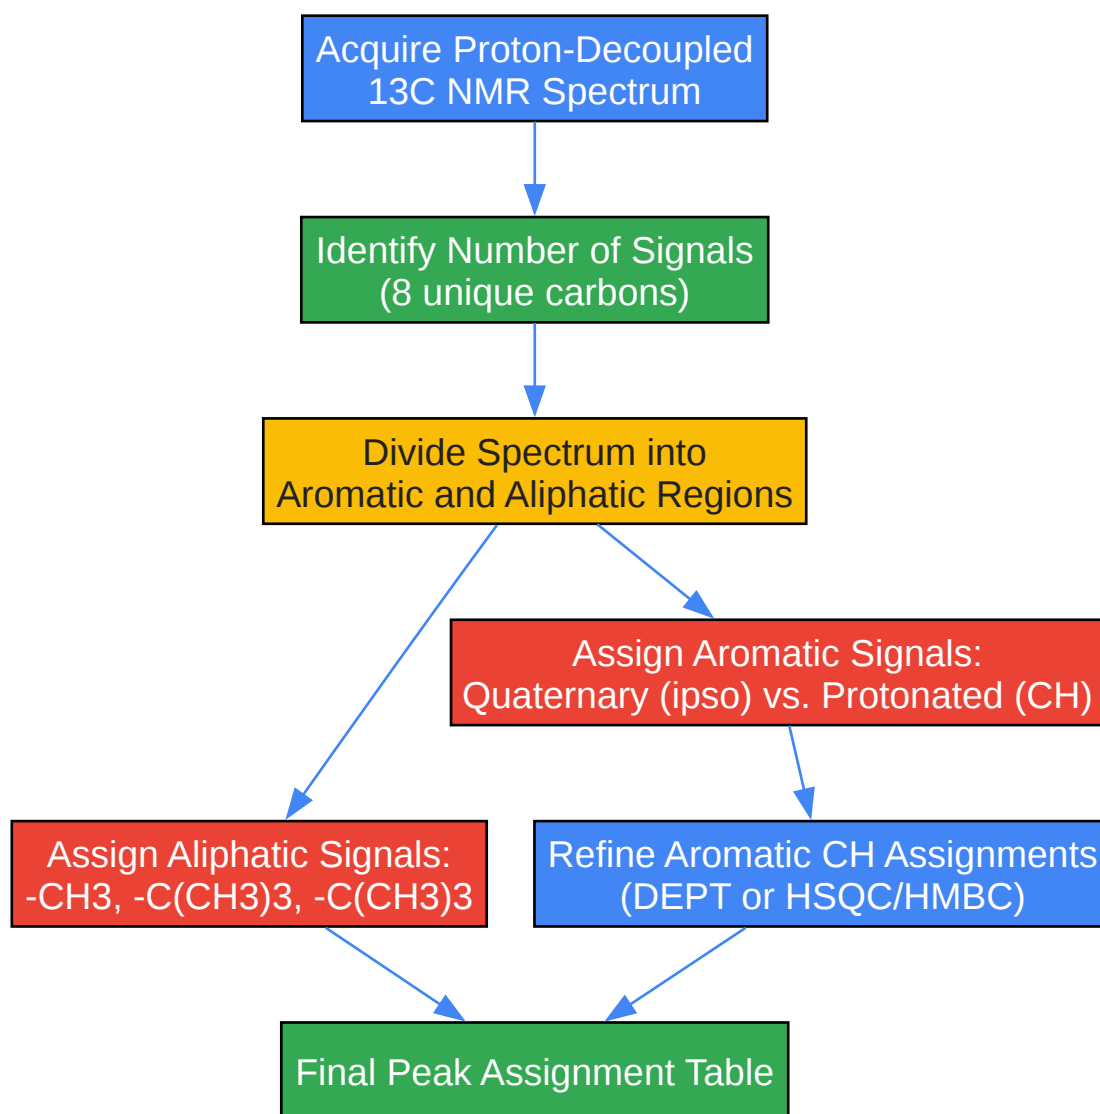 Acquire Proton-Decoupled
13C NMR Spectrum
Identify Number of Signals
(8 unique carbons)
Divide Spectrum into
Aromatic and Aliphatic Regions
Assign Aromatic Signals:
Quaternary (ipso) vs. Protonated (CH)
Assign Aliphatic Signals:
-CH3, -C(CH3)3, -C(CH3)3
Refine Aromatic CH Assignments
(DEPT or HSQC/HMBC)
Final Peak Assignment Table